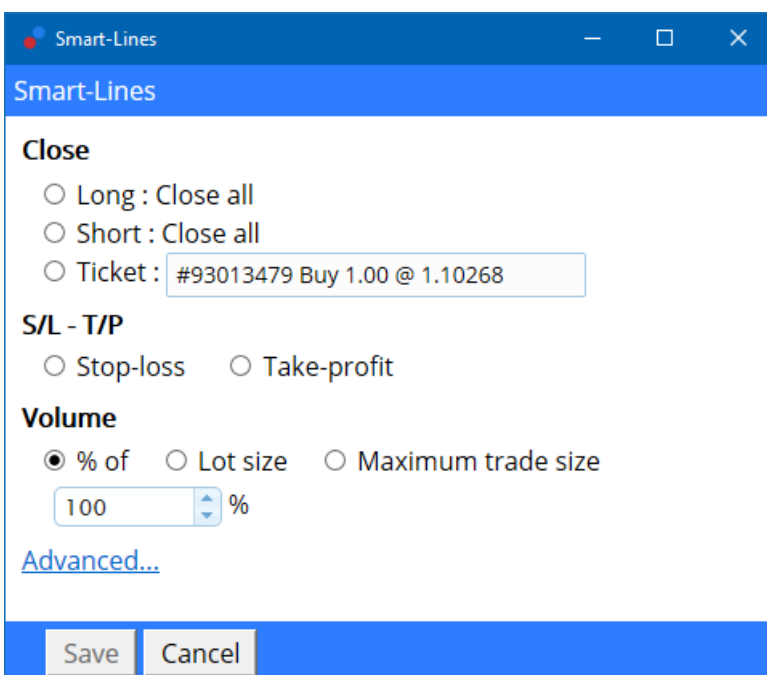 Smart-Lines
Smart-Lines
Close
Long : Close all
Short : Close all
Ticket : #93013479 Buy 1.00 @ 1.10268
S/L - T/P
Stop-loss Take-profit
Volume
% of Lot size Maximum trade size
100 %
Advanced...
Save Cancel